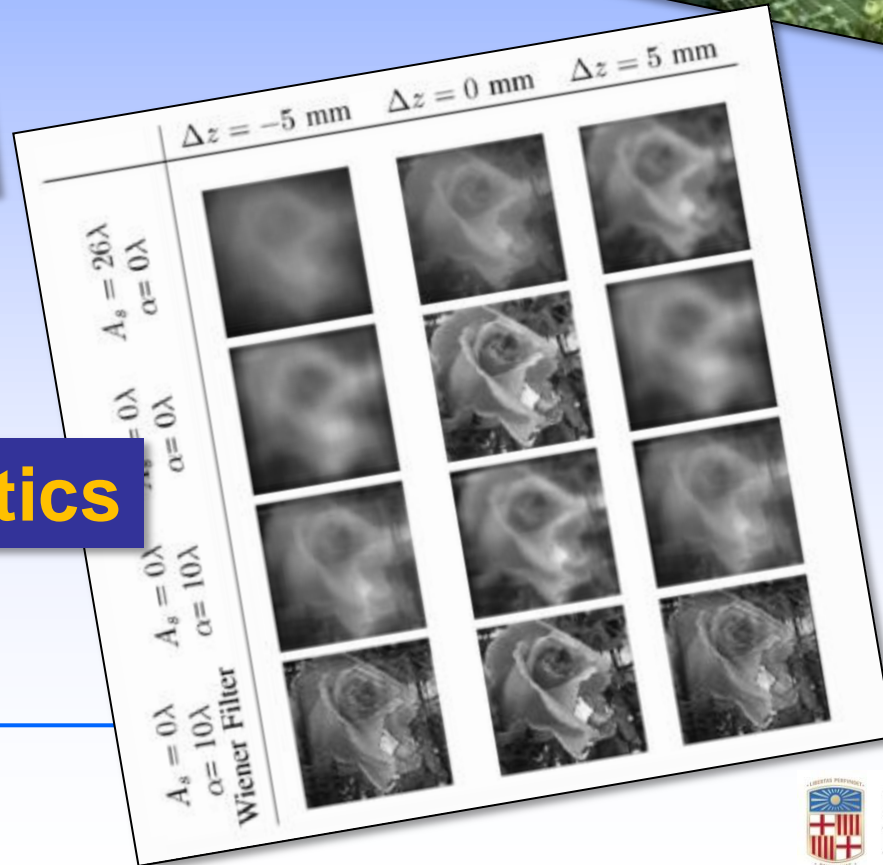 Δz = −5 mm Δz = 0 mm Δz = 5 mm
A_s = 26λ
α= 0λ
= 0λ
α= 0λ
tics
A_s = 0λ
α= 10λ
A_s = 0λ
α= 10λ
Wiener Filter